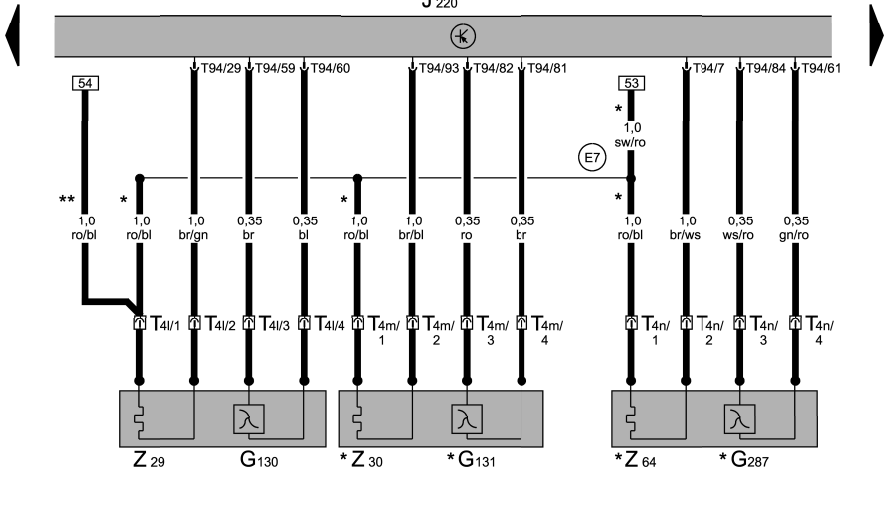 J 220
T94/29 T94/59 T94/60 T94/93 T94/82 T94/81 T94/7 T94/84 T94/61
54 53
*
1,0
sw/ro
E7
** * * *
1,0 1,0 1,0 0,35 0,35 1,0 1,0 0,35 0,35 1,0 1,0 0,35 0,35
ro/bl ro/bl br/gn br bl ro/bl br/bl ro br ro/bl br/ws ws/ro gn/ro
T4l/1 T4l/2 T4l/3 T4l/4 T4m/1 T4m/2 T4m/3 T4m/4 T4n/1 T4n/2 T4n/3 T4n/4
Z 29 G130 * Z 30 * G131 * Z 64 * G287